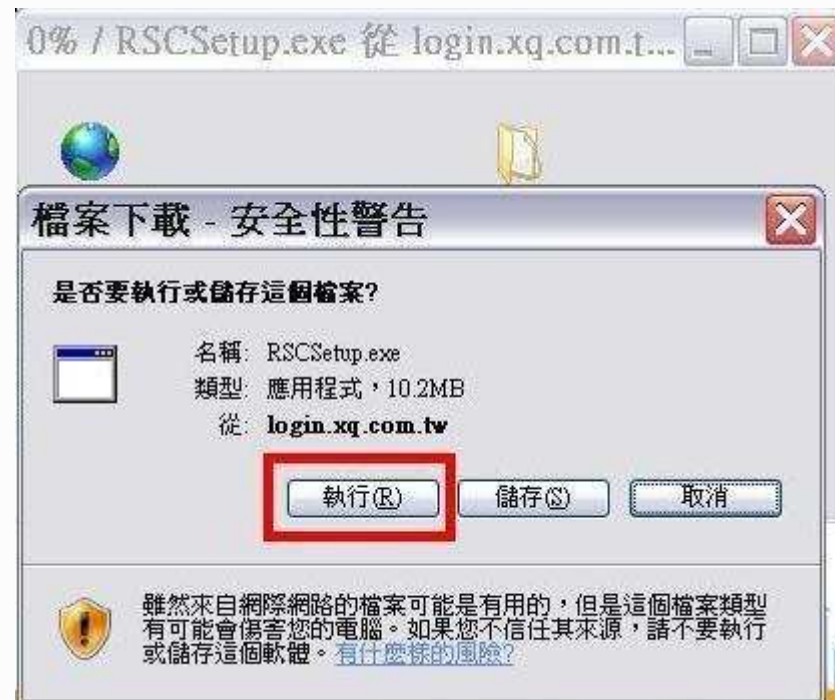 0% / RSCSetup.exe 從 login.xq.com.t...
檔案下載 - 安全性警告
是否要執行或儲存這個檔案?
名稱: RSCSetup.exe
類型: 應用程式，10.2MB
從: login.xq.com.tw
執行(R) 儲存(S) 取消
雖然來自網際網路的檔案可能是有用的，但是這個檔案類型
有可能會傷害您的電腦。如果您不信任其來源，請不要執行
或儲存這個軟體。有什麼樣的風險?